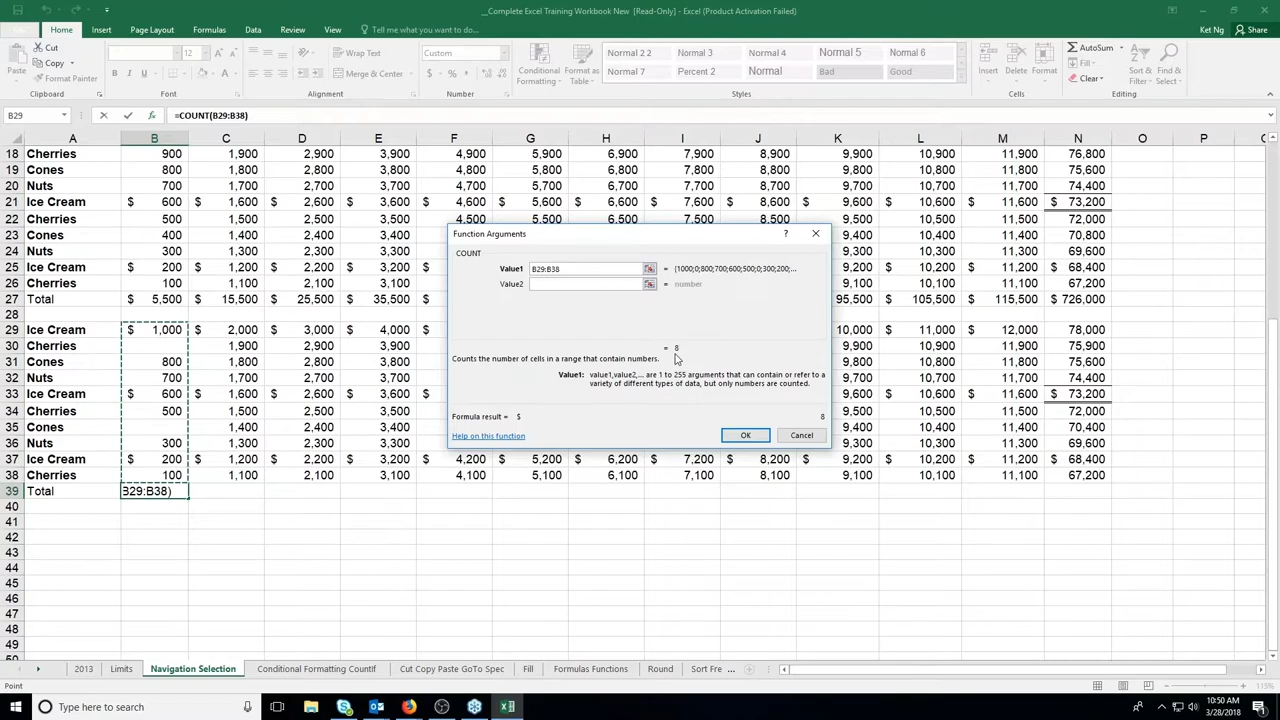 __Complete Excel Training Workbook New [Read-Only] - Excel (Product Activation Failed)
Home Insert Page Layout Formulas Data Review View Tell me what you want to do... Ket Ng Share
Cut Copy Format Painter Paste Clipboard
12 B I U Font
Wrap Text Merge & Center Alignment
Custom $ % , Number
Conditional Formatting Format as Table
Normal 2 2 Normal 3 Normal 4 Normal 5 Normal 6
Normal 7 Percent 2 Normal Bad Good
Styles
Insert Delete Format Cells
AutoSum Fill Clear Sort & Filter Find & Select Editing
B29 fx =COUNT(B29:B38)
A B C D E F G H I J K L M N O P
18 Cherries 900 1,900 2,900 3,900 4,900 5,900 6,900 7,900 8,900 9,900 10,900 11,900 76,800
19 Cones 800 1,800 2,800 3,800 4,800 5,800 6,800 7,800 8,800 9,800 10,800 11,800 75,600
20 Nuts 700 1,700 2,700 3,700 4,700 5,700 6,700 7,700 8,700 9,700 10,700 11,700 74,400
21 Ice Cream $ 600 $ 1,600 $ 2,600 $ 3,600 $ 4,600 $ 5,600 $ 6,600 $ 7,600 $ 8,600 $ 9,600 $ 10,600 $ 11,600 $ 73,200
22 Cherries 500 1,500 2,500 3,500 4,500 5,500 6,500 7,500 8,500 9,500 10,500 11,500 72,000
23 Cones 400 1,400 2,400 3,400 9,400 10,400 11,400 70,800
24 Nuts 300 1,300 2,300 3,300 9,300 10,300 11,300 69,600
25 Ice Cream $ 200 $ 1,200 $ 2,200 $ 3,200 $ 9,200 $ 10,200 $ 11,200 $ 68,400
26 Cherries 100 1,100 2,100 3,100 9,100 10,100 11,100 67,200
27 Total $ 5,500 $ 15,500 $ 25,500 $ 35,500 95,500 $ 105,500 $ 115,500 $ 726,000
28
29 Ice Cream $ 1,000 $ 2,000 $ 3,000 $ 4,000 10,000 $ 11,000 $ 12,000 78,000
30 Cherries 1,900 2,900 3,900 9,900 10,900 11,900 75,900
31 Cones 800 1,800 2,800 3,800 9,800 10,800 11,800 75,600
32 Nuts 700 1,700 2,700 3,700 9,700 10,700 11,700 74,400
33 Ice Cream $ 600 $ 1,600 $ 2,600 $ 3,600 9,600 $ 10,600 $ 11,600 $ 73,200
34 Cherries 500 1,500 2,500 3,500 9,500 10,500 11,500 72,000
35 Cones 1,400 2,400 3,400 9,400 10,400 11,400 70,400
36 Nuts 300 1,300 2,300 3,300 9,300 10,300 11,300 69,600
37 Ice Cream $ 200 $ 1,200 $ 2,200 $ 3,200 $ 4,200 $ 5,200 $ 6,200 $ 7,200 $ 8,200 $ 9,200 $ 10,200 $ 11,200 $ 68,400
38 Cherries 100 1,100 2,100 3,100 4,100 5,100 6,100 7,100 8,100 9,100 10,100 11,100 67,200
39 Total B29:B38)
40
41
42
43
44
45
46
47
48
49
Function Arguments ?
COUNT
Value1 B29:B38 = {1000;0;800;700;600;500;0;300;200;...
Value2 = number
= 8
Counts the number of cells in a range that contain numbers.
Value1: value1,value2,... are 1 to 255 arguments that can contain or refer to a
variety of different types of data, but only numbers are counted.
Formula result = $ 8
Help on this function OK Cancel
2013 Limits Navigation Selection Conditional Formatting Countif Cut Copy Paste GoTo Spec Fill Formulas Functions Round Sort Fre ...
Point 115%
Type here to search
10:50 AM
3/28/2018